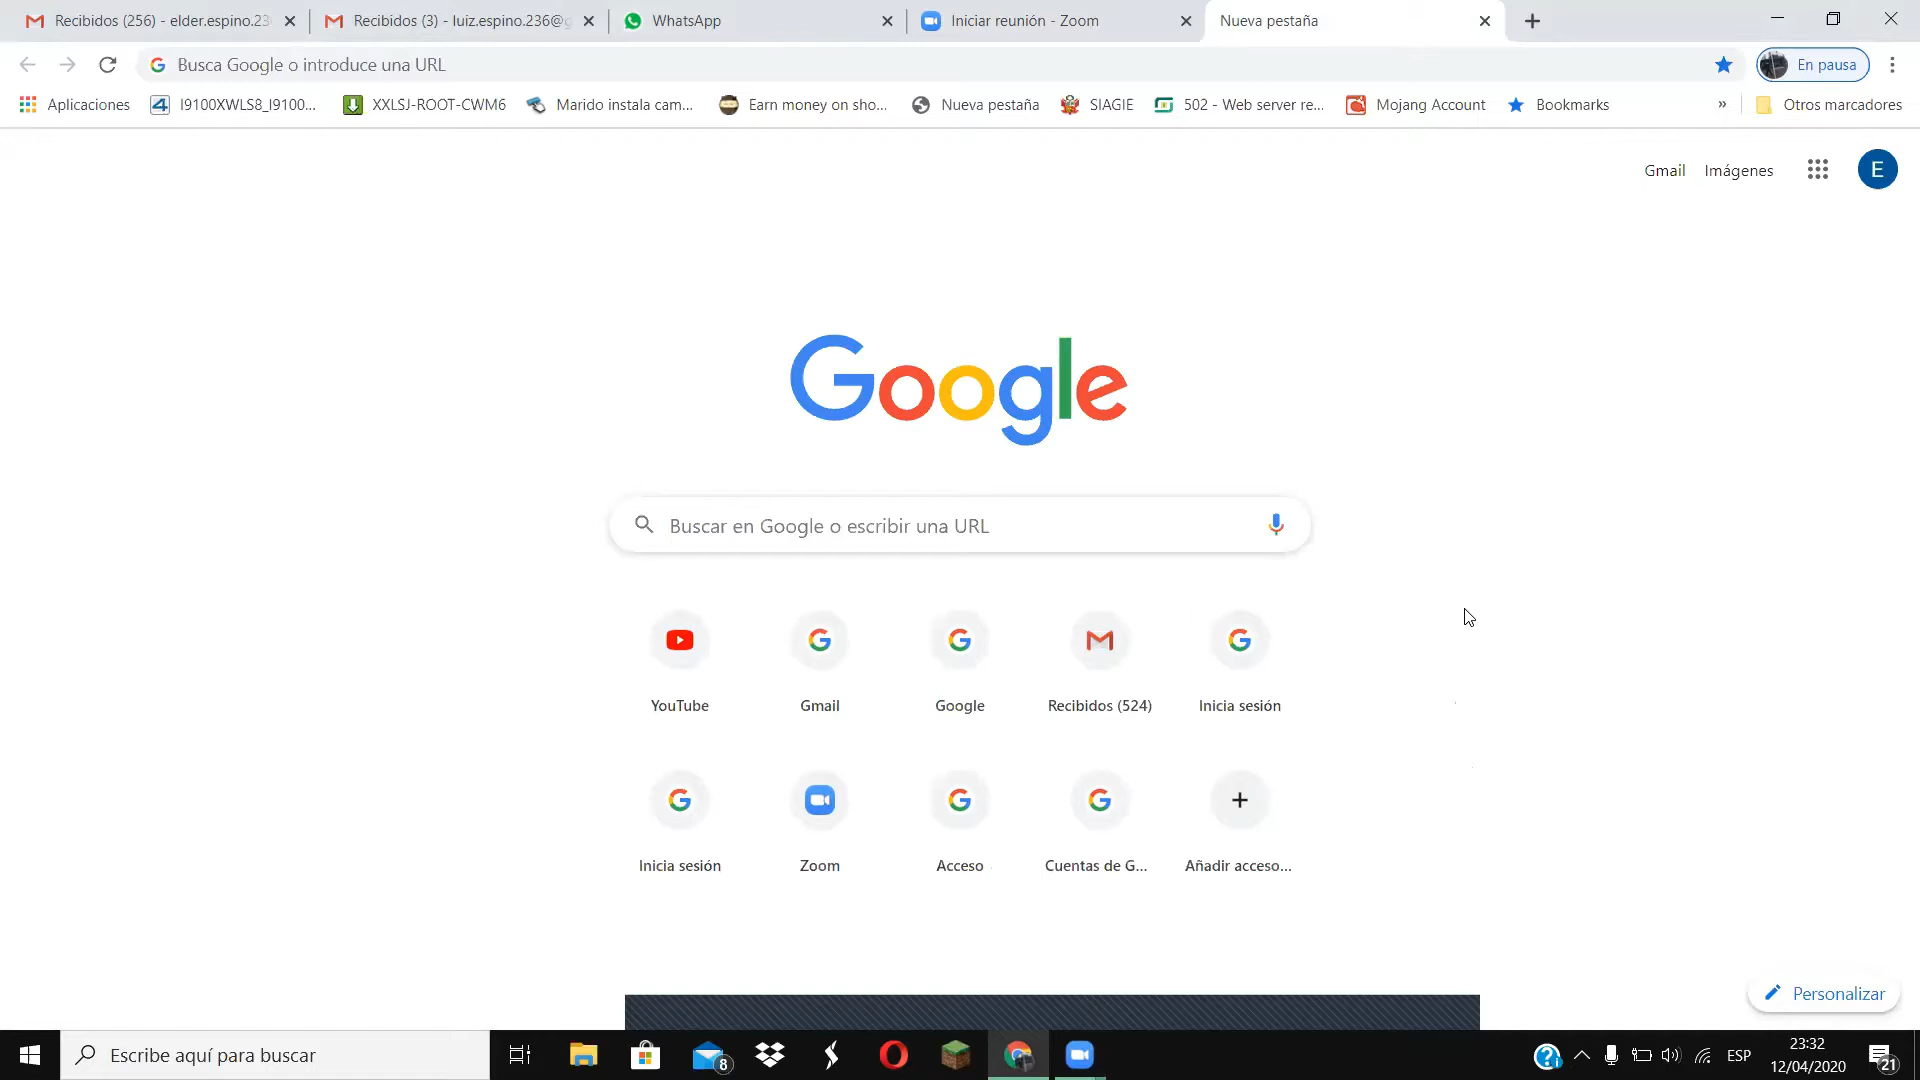 Recibidos (256) - elder.espino.23
Recibidos (3) - luiz.espino.236@g
WhatsApp
Iniciar reunión - Zoom
Nueva pestaña
Busca Google o introduce una URL
En pausa
Aplicaciones
I9100XWLS8_I9100...
XXLSJ-ROOT-CWM6
Marido instala cam...
Earn money on sho...
Nueva pestaña
SIAGIE
502 - Web server re...
Mojang Account
Bookmarks
»
Otros marcadores
Gmail
Imágenes
E
Google
Buscar en Google o escribir una URL
YouTube
Gmail
Google
Recibidos (524)
Inicia sesión
Inicia sesión
Zoom
Acceso
Cuentas de G...
Añadir acceso...
Personalizar
Escribe aquí para buscar
8
ESP
23:32
12/04/2020
21